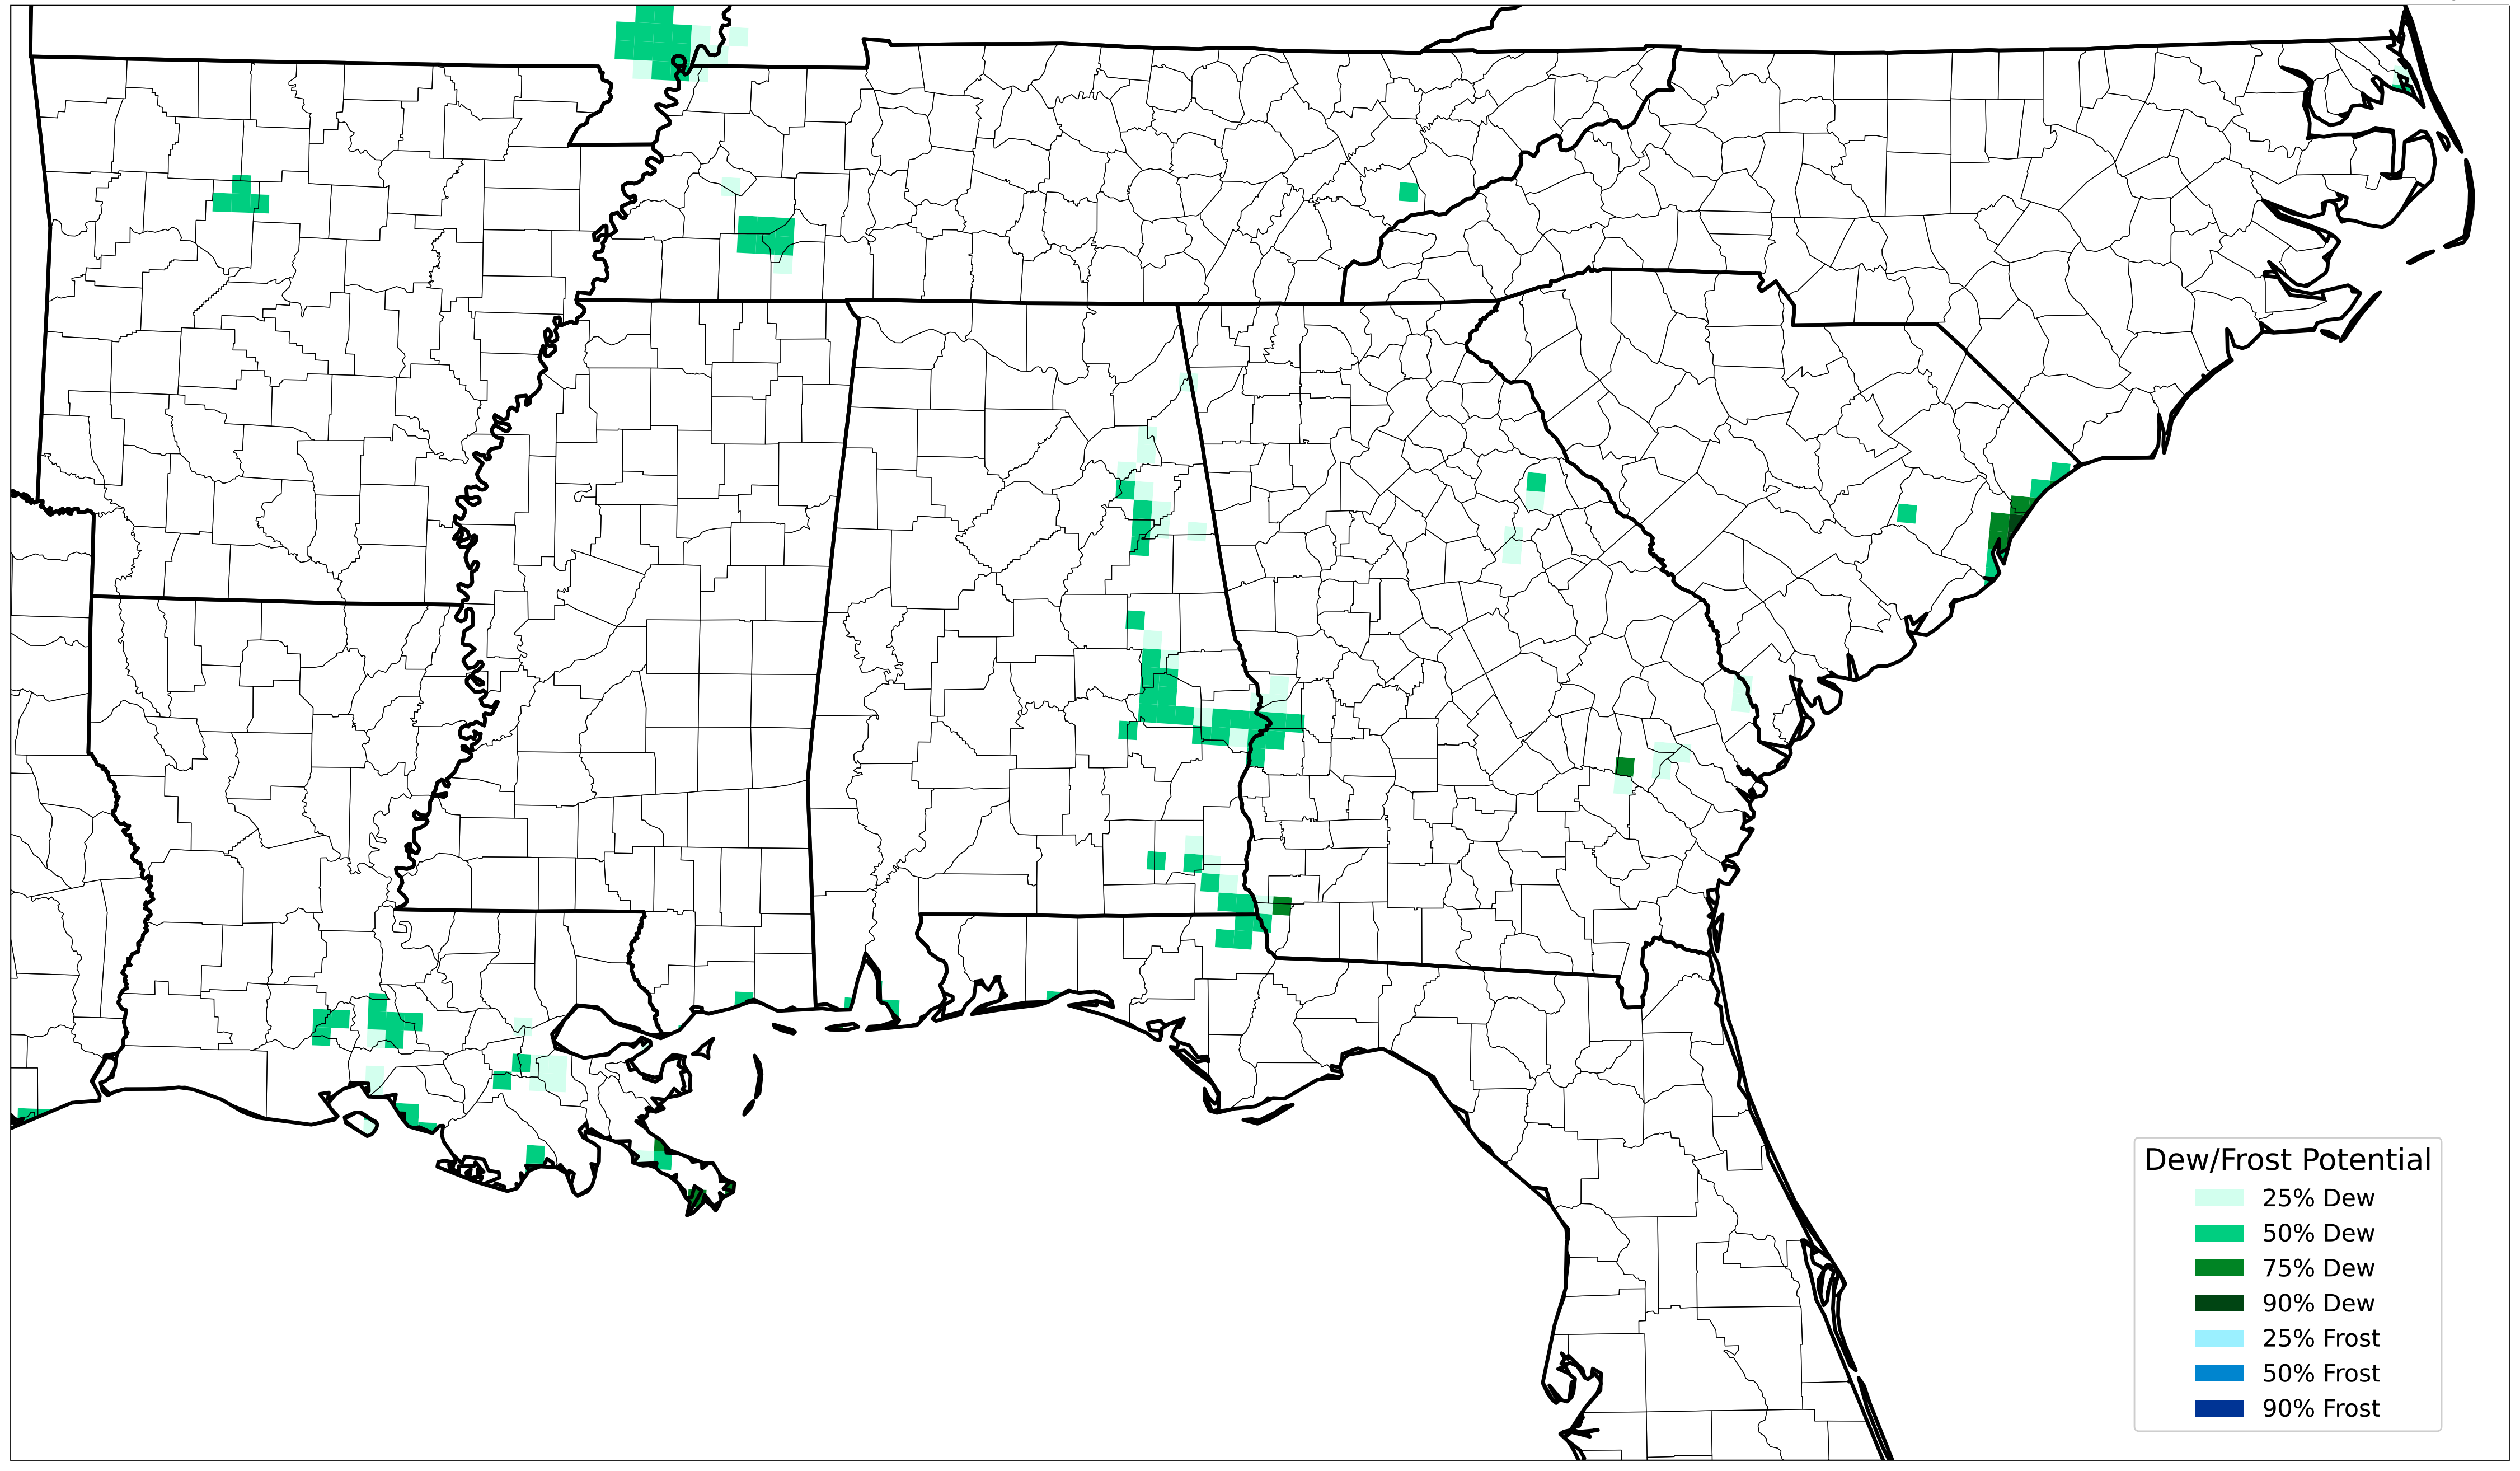 Dew/Frost Potential
25% Dew
50% Dew
75% Dew
90% Dew
25% Frost
50% Frost
90% Frost